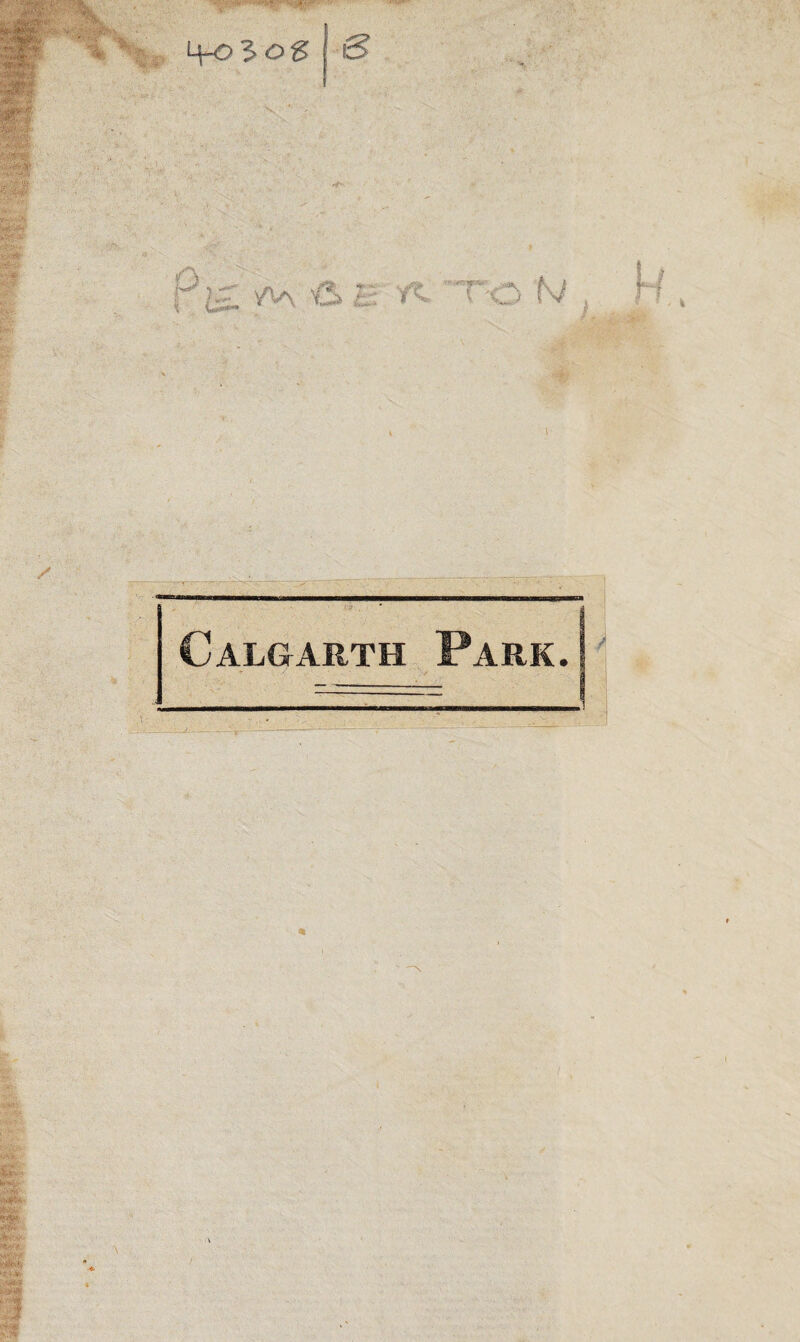 40308 | B
PEMBERTON, H.
CALGARTH PARK.